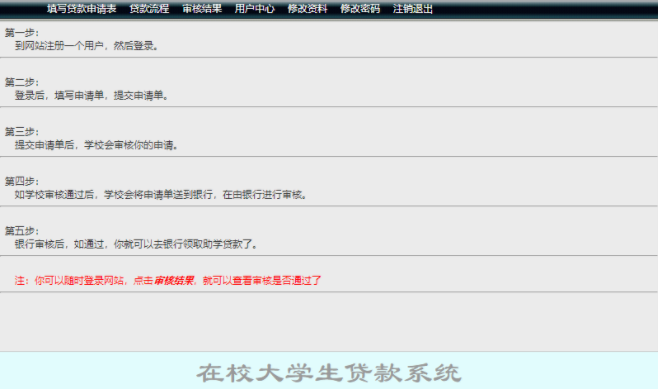 填写贷款申请表 贷款流程 审核结果 用户中心 修改资料 修改密码 注销退出
第一步：
到网站注册一个用户，然后登录。
第二步：
登录后，填写申请单，提交申请单。
第三步：
提交申请单后，学校会审核你的申请。
第四步：
如学校审核通过后，学校会将申请单送到银行，在由银行进行审核。
第五步：
银行审核后，如通过，你就可以去银行领取助学贷款了。
注：你可以随时登录网站，点击审核结果，就可以查看审核是否通过了
在校大学生贷款系统